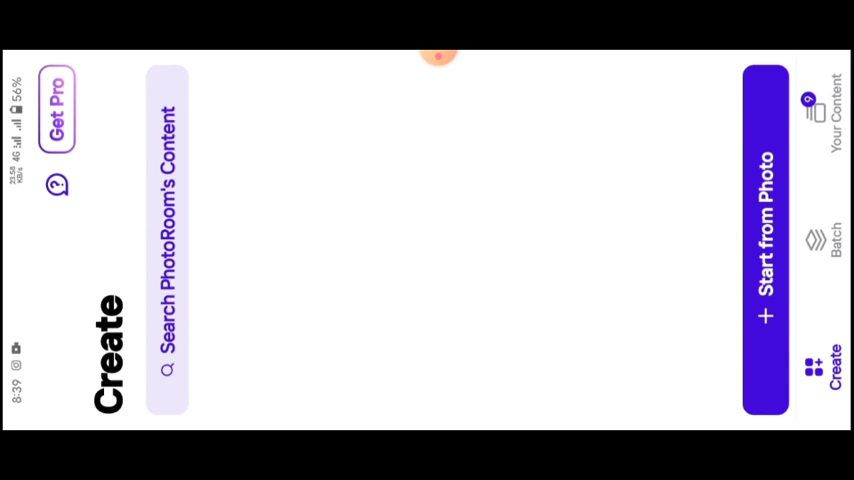 8:39
23.58 KB/s 4G 56%
Get Pro
Create
Search PhotoRoom's Content
+ Start from Photo
Create
Batch
9
Your Content